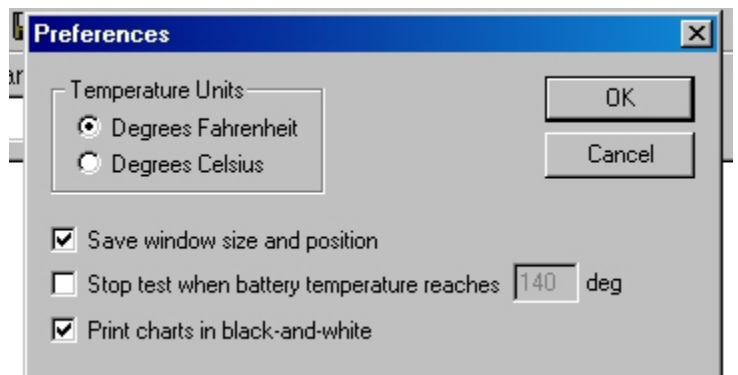 Preferences
ar
Temperature Units
Degrees Fahrenheit
Degrees Celsius
OK
Cancel
Save window size and position
Stop test when battery temperature reaches 140 deg
Print charts in black-and-white